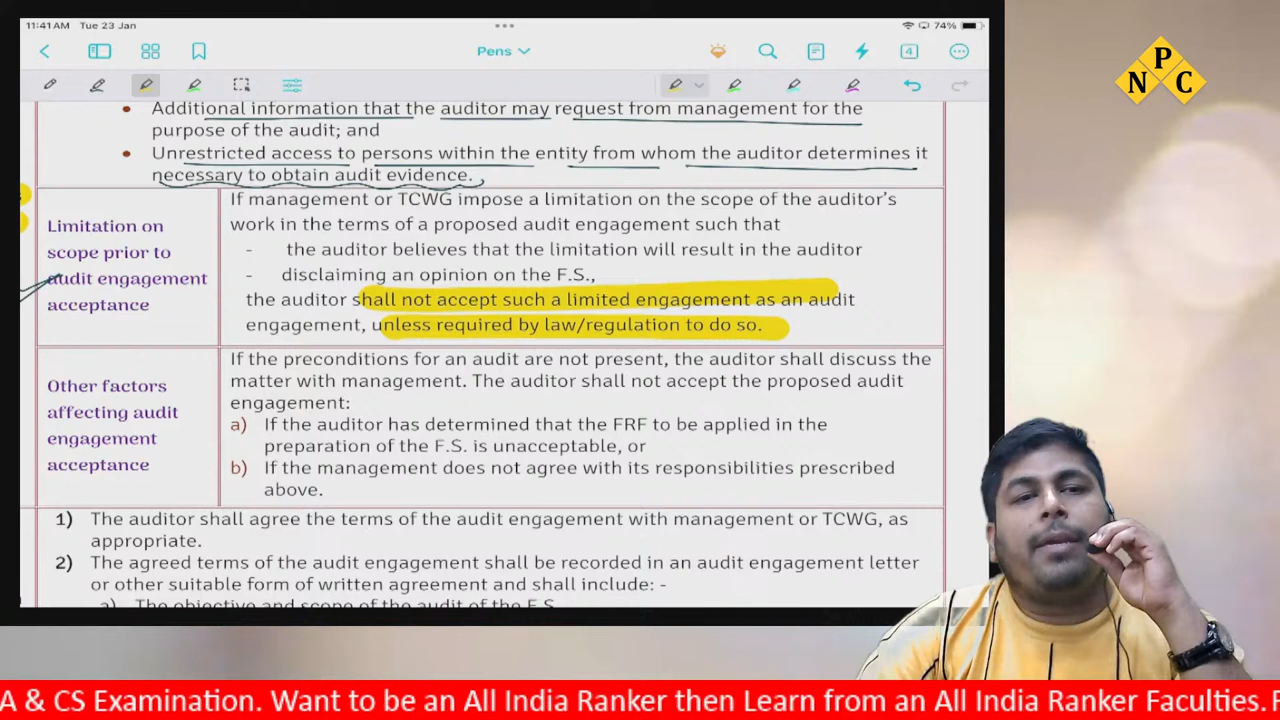 11:41 AM Tue 23 Jan
74%
Pens
4
N P C
• Additional information that the auditor may request from management for the
purpose of the audit; and
• Unrestricted access to persons within the entity from whom the auditor determines it
necessary to obtain audit evidence.
Limitation on
scope prior to
audit engagement
acceptance
If management or TCWG impose a limitation on the scope of the auditor's
work in the terms of a proposed audit engagement such that
- the auditor believes that the limitation will result in the auditor
- disclaiming an opinion on the F.S.,
the auditor shall not accept such a limited engagement as an audit
engagement, unless required by law/regulation to do so.
Other factors
affecting audit
engagement
acceptance
If the preconditions for an audit are not present, the auditor shall discuss the
matter with management. The auditor shall not accept the proposed audit
engagement:
a) If the auditor has determined that the FRF to be applied in the
preparation of the F.S. is unacceptable, or
b) If the management does not agree with its responsibilities prescribed
above.
1) The auditor shall agree the terms of the audit engagement with management or TCWG, as
appropriate.
2) The agreed terms of the audit engagement shall be recorded in an audit engagement letter
or other suitable form of written agreement and shall include: -
a) The objective and scope of the audit of the F.S.
A & CS Examination. Want to be an All India Ranker then Learn from an All India Ranker Faculties.